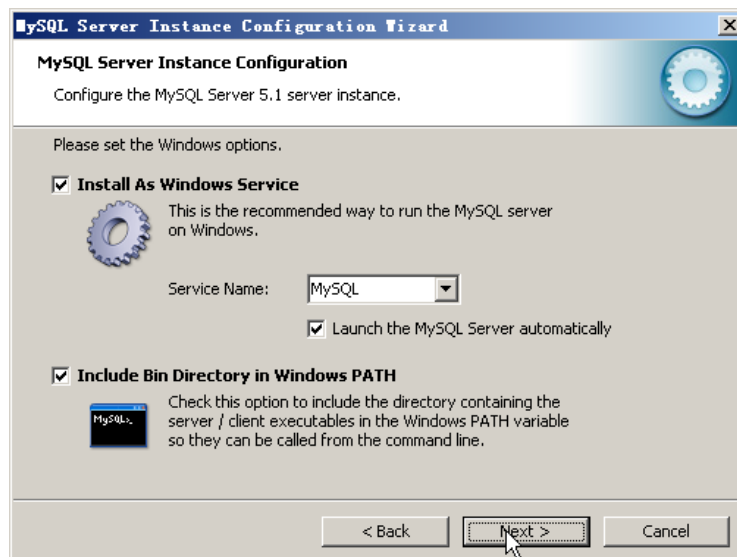 MySQL Server Instance Configuration Wizard
MySQL Server Instance Configuration
Configure the MySQL Server 5.1 server instance.
Please set the Windows options.
Install As Windows Service
This is the recommended way to run the MySQL server
on Windows.
Service Name: MySQL
Launch the MySQL Server automatically
Include Bin Directory in Windows PATH
Check this option to include the directory containing the
server / client executables in the Windows PATH variable
so they can be called from the command line.
MySQL>_
< Back Next > Cancel